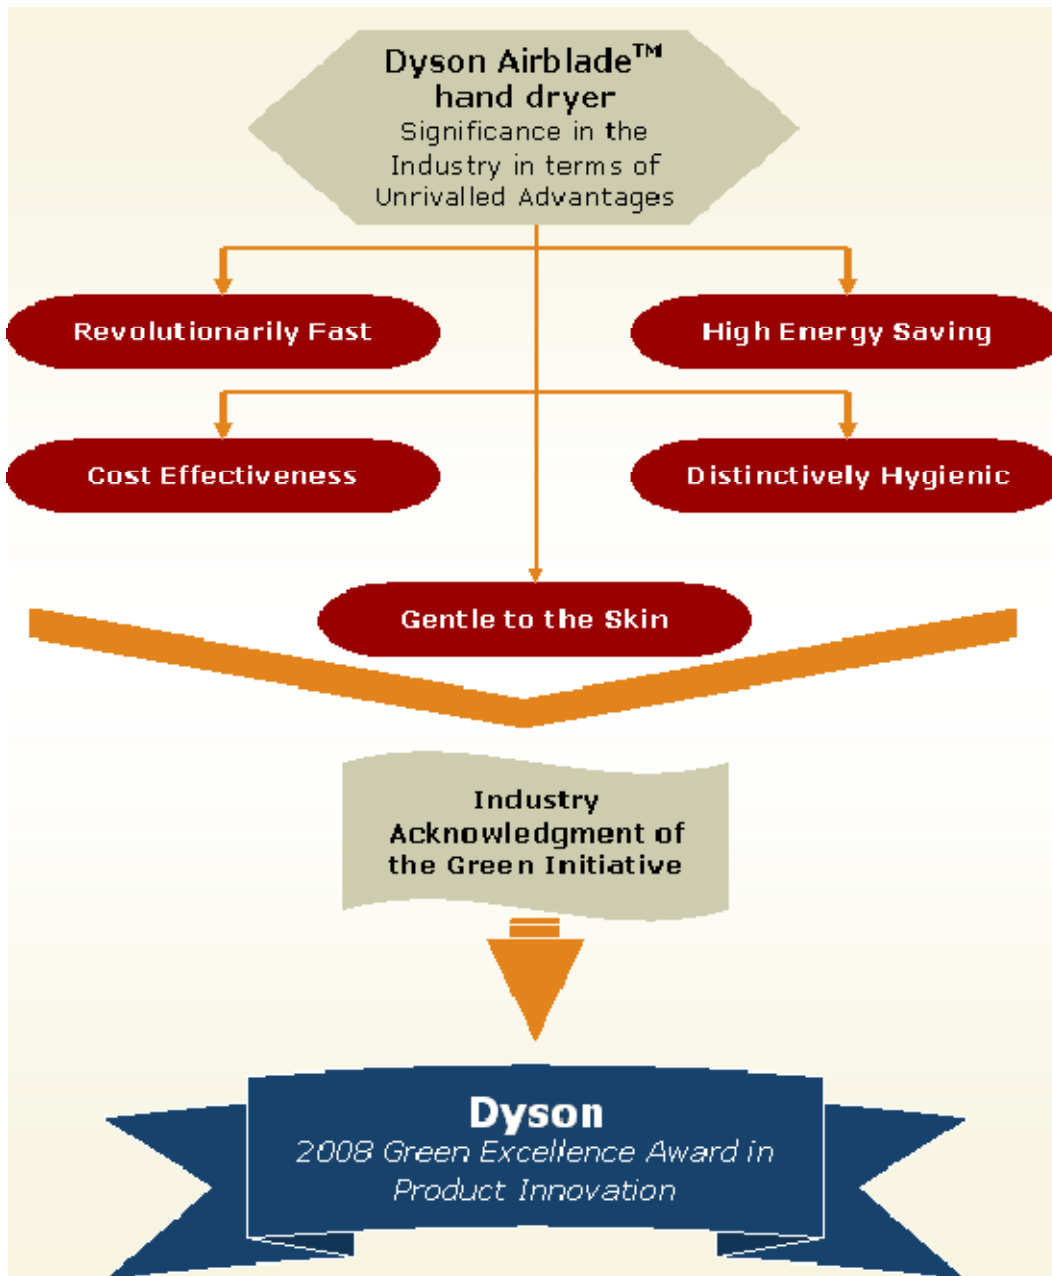 Dyson Airblade™
hand dryer
Significance in the
Industry in terms of
Unrivalled Advantages
Revolutionarily Fast
High Energy Saving
Cost Effectiveness
Distinctively Hygienic
Gentle to the Skin
Industry
Acknowledgment of
the Green Initiative
Dyson
2008 Green Excellence Award in
Product Innovation